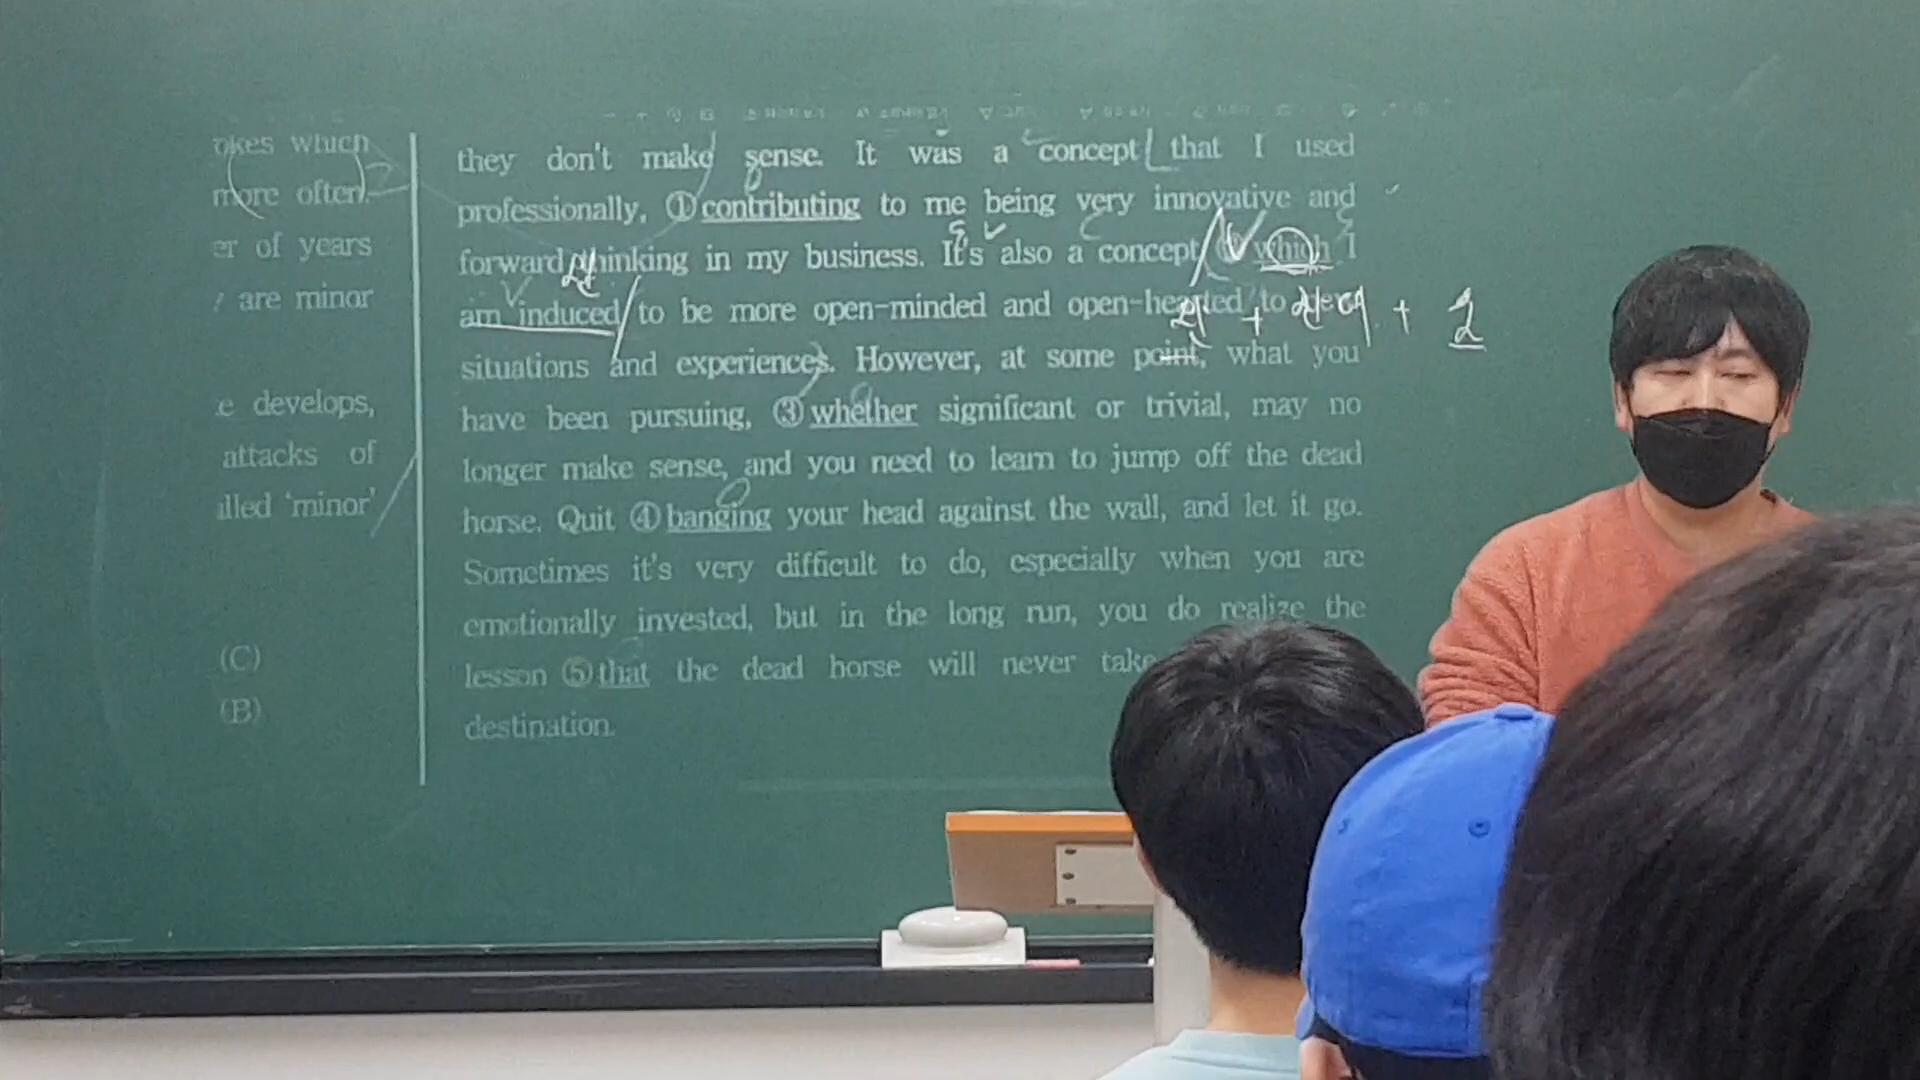 okes which
more often.
er of years
are minor
e develops,
attacks of
alled 'minor'
(C)
(B)
they don't make sense. It was a concept that I used
professionally, ① contributing to me being very innovative and
forward thinking in my business. It's also a concept which I
am induced to be more open-minded and open-hearted to
situations and experiences. However, at some point, what you
have been pursuing, ③ whether significant or trivial, may no
longer make sense, and you need to learn to jump off the dead
horse. Quit ④ banging your head against the wall, and let it go.
Sometimes it's very difficult to do, especially when you are
emotionally invested, but in the long run, you do realize the
lesson ⑤ that the dead horse will never take
destination.